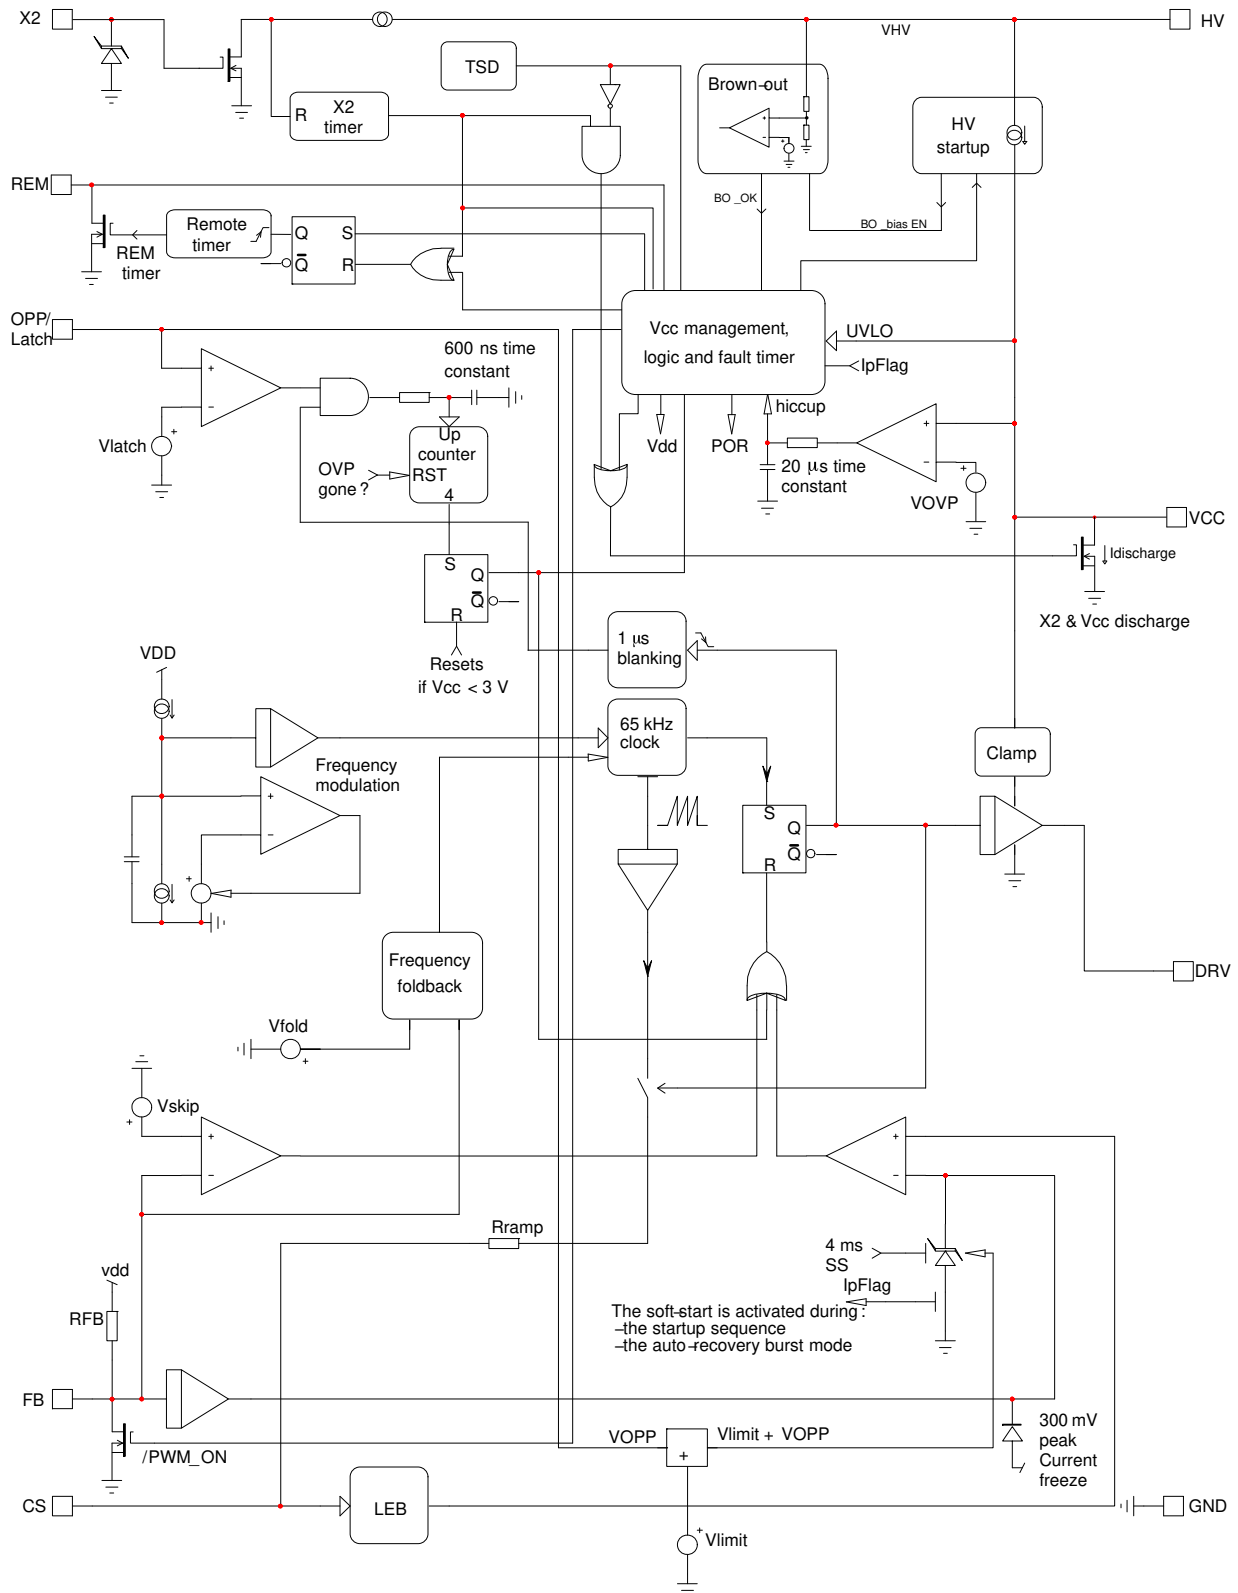 X2
HV
VHV
TSD
Brown-out
R
X2
timer
HV
startup
REM
BO _OK
BO _bias EN
Remote
timer
Q
S
Q
R
REM
timer
OPP/
Latch
Vcc management,
logic and fault timer
UVLO
IpFlag
600 ns time
constant
+
−
hiccup
Vlatch
+
Up
counter
RST
4
OVP
gone ?
Vdd
POR
20 µs time
constant
+
−
+
VOVP
VCC
Idischarge
X2 & Vcc discharge
S
Q
Q
R
Resets
if Vcc < 3 V
1 µs
blanking
VDD
65 kHz
clock
Clamp
Frequency
modulation
+
−
+
S
Q
Q
R
Frequency
foldback
DRV
Vfold
+
Vskip
+
+
−
+
−
Rramp
4 ms
SS
IpFlag
vdd
RFB
The soft-start is activated during :
−the startup sequence
−the auto-recovery burst mode
FB
/PWM_ON
VOPP
+
Vlimit + VOPP
300 mV
peak
Current
freeze
CS
LEB
GND
+
Vlimit